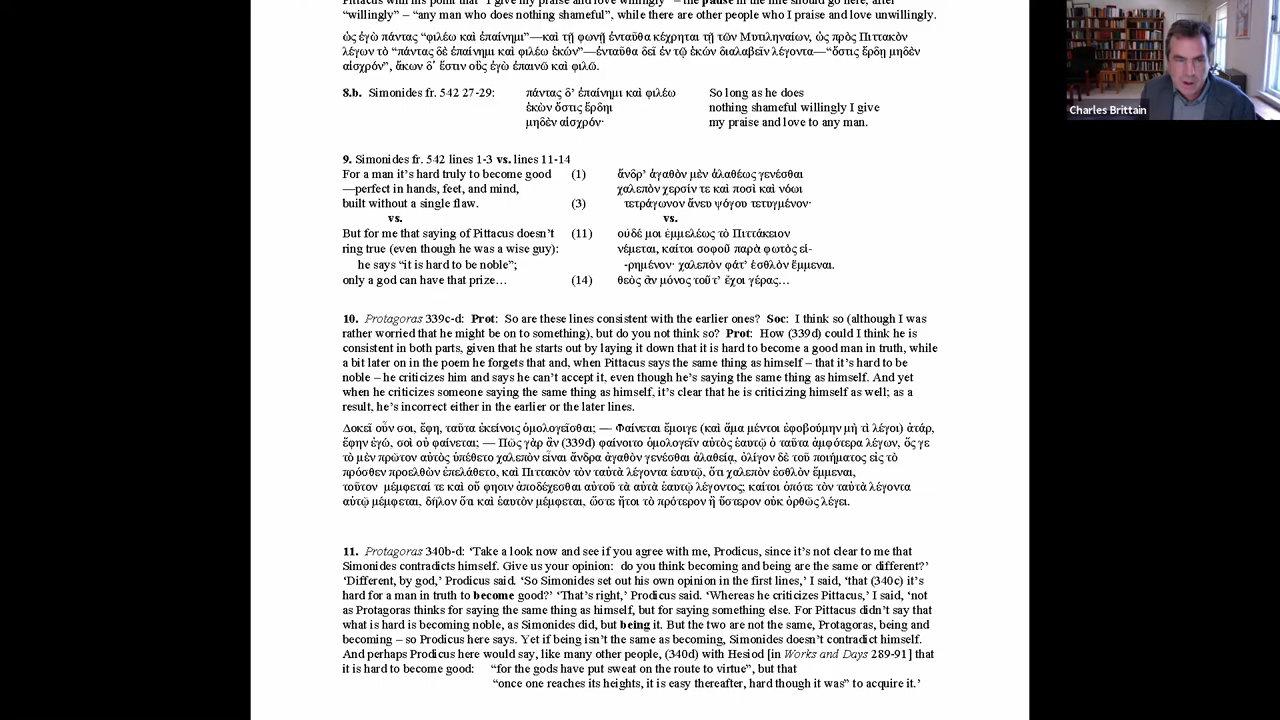 Pittacus with his point that "I give my praise and love willingly" – the pause in the line should go here, after
"willingly" – "any man who does nothing shameful", while there are other people who I praise and love unwillingly.
ὡς ἐγὼ πάντας "φιλέω καὶ ἐπαίνημι"—καὶ τῇ φωνῇ ἐνταῦθα κέχρηται τῇ τῶν Μυτιληναίων, ὡς πρὸς Πιττακὸν
λέγων τὸ "πάντας δὲ ἐπαίνημι καὶ φιλέω ἑκών"—ἐνταῦθα δεῖ ἐν τῷ ἑκών διαλαβεῖν λέγοντα—"ὅστις ἕρδῃ μηδὲν
αἰσχρόν", ἄκων δ᾽ ἔστιν οὓς ἐγὼ ἐπαινῶ καὶ φιλῶ.
8.b. Simonides fr. 542 27-29: πάντας δ' ἐπαίνημι καὶ φιλέω So long as he does
ἑκὼν ὅστις ἕρδηι nothing shameful willingly I give
μηδὲν αἰσχρόν· my praise and love to any man.
9. Simonides fr. 542 lines 1-3 vs. lines 11-14
For a man it's hard truly to become good (1) ἄνδρ' ἀγαθὸν μὲν ἀλαθέως γενέσθαι
—perfect in hands, feet, and mind, χαλεπὸν χερσίν τε καὶ ποσὶ καὶ νόωι
built without a single flaw. (3) τετράγωνον ἄνευ ψόγου τετυγμένον·
vs. vs.
But for me that saying of Pittacus doesn't (11) οὐδέ μοι ἐμμελέως τὸ Πιττάκειον
ring true (even though he was a wise guy): νέμεται, καίτοι σοφοῦ παρὰ φωτὸς εἰ-
he says "it is hard to be noble"; -ρημένον· χαλεπὸν φάτ' ἐσθλὸν ἔμμεναι.
only a god can have that prize… (14) θεὸς ἂν μόνος τοῦτ' ἔχοι γέρας…
10. Protagoras 339c-d: Prot: So are these lines consistent with the earlier ones? Soc: I think so (although I was
rather worried that he might be on to something), but do you not think so? Prot: How (339d) could I think he is
consistent in both parts, given that he starts out by laying it down that it is hard to become a good man in truth, while
a bit later on in the poem he forgets that and, when Pittacus says the same thing as himself – that it's hard to be
noble – he criticizes him and says he can't accept it, even though he's saying the same thing as himself. And yet
when he criticizes someone saying the same thing as himself, it's clear that he is criticizing himself as well; as a
result, he's incorrect either in the earlier or the later lines.
Δοκεῖ οὖν σοι, ἔφη, ταῦτα ἐκείνοις ὁμολογεῖσθαι; — Φαίνεται ἔμοιγε (καὶ ἅμα μέντοι ἐφοβούμην μὴ τὶ λέγοι) ἀτάρ,
ἔφην ἐγώ, σοὶ οὐ φαίνεται; — Πῶς γὰρ ἂν (339d) φαίνοιτο ὁμολογεῖν αὐτὸς ἑαυτῷ ὁ ταῦτα ἀμφότερα λέγων, ὅς γε
τὸ μὲν πρῶτον αὐτὸς ὑπέθετο χαλεπὸν εἶναι ἄνδρα ἀγαθὸν γενέσθαι ἀλαθείᾳ, ὀλίγον δὲ τοῦ ποιήματος εἰς τὸ
πρόσθεν προελθὼν ἐπελάθετο, καὶ Πιττακὸν τὸν ταὐτὰ λέγοντα ἑαυτῷ, ὅτι χαλεπὸν ἐσθλὸν ἔμμεναι,
τοῦτον μέμφεταί τε καὶ οὔ φησιν ἀποδέχεσθαι αὐτοῦ τὰ αὐτὰ ἑαυτῷ λέγοντος; καίτοι ὁπότε τὸν ταὐτὰ λέγοντα
αὑτῷ μέμφεται, δῆλον ὅτι καὶ ἑαυτὸν μέμφεται, ὥστε ἤτοι τὸ πρότερον ἢ ὕστερον οὐκ ὀρθῶς λέγει.
11. Protagoras 340b-d: 'Take a look now and see if you agree with me, Prodicus, since it's not clear to me that
Simonides contradicts himself. Give us your opinion: do you think becoming and being are the same or different?'
'Different, by god,' Prodicus said. 'So Simonides set out his own opinion in the first lines,' I said, 'that (340c) it's
hard for a man in truth to become good?' 'That's right,' Prodicus said. 'Whereas he criticizes Pittacus,' I said, 'not
as Protagoras thinks for saying the same thing as himself, but for saying something else. For Pittacus didn't say that
what is hard is becoming noble, as Simonides did, but being it. But the two are not the same, Protagoras, being and
becoming – so Prodicus here says. Yet if being isn't the same as becoming, Simonides doesn't contradict himself.
And perhaps Prodicus here would say, like many other people, (340d) with Hesiod [in Works and Days 289-91] that
it is hard to become good: "for the gods have put sweat on the route to virtue", but that
"once one reaches its heights, it is easy thereafter, hard though it was" to acquire it.'
Charles Brittain